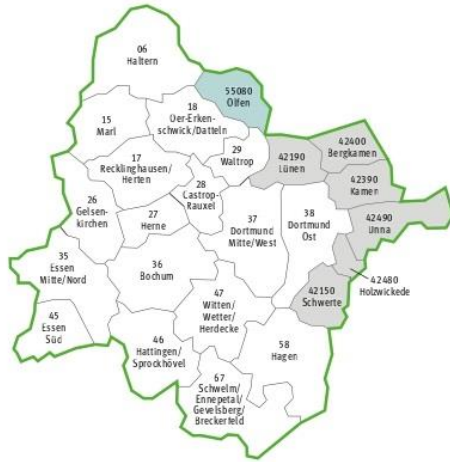 06
Haltern
55080
Olfen
15
Marl
18
Oer-Erken-
schwick/Datteln
29
Waltrop
42190
Lünen
42400
Bergkamen
42390
Kamen
17
Recklinghausen/
Herten
28
Castrop-
Rauxel
26
Gelsen-
kirchen
27
Herne
37
Dortmund
Mitte/West
38
Dortmund
Ost
42490
Unna
35
Essen
Mitte/Nord
36
Bochum
42480
Holzwickede
42150
Schwerte
47
Witten/
Wetter/
Herdecke
45
Essen
Süd
46
Hattingen/
Sprockhövel
58
Hagen
67
Schwelm/
Ennepetal/
Gevelsberg/
Breckerfeld